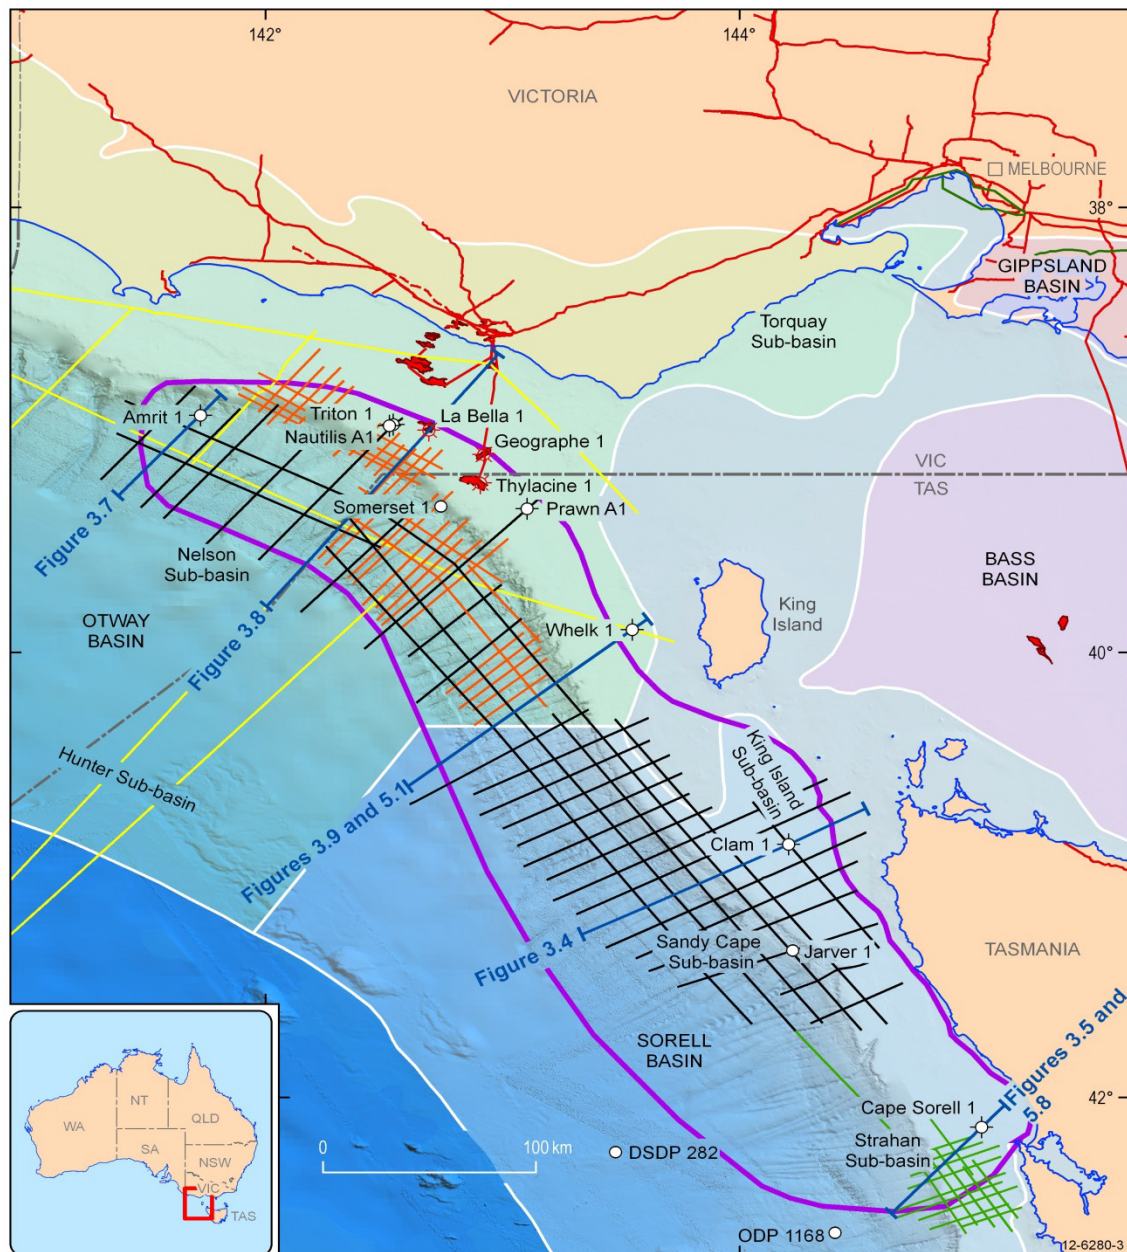 142°
144°
VICTORIA
MELBOURNE
38°
GIPPSLAND
BASIN
Torquay
Sub-basin
Amrit 1
Triton 1
La Bella 1
Nautilis A1
Geographe 1
VIC
TAS
Thylacine 1
Somerset 1
Prawn A1
Figure 3.7
Nelson
Sub-basin
BASS
BASIN
OTWAY
BASIN
King
Island
Figure 3.8
Whelk 1
40°
Hunter Sub-basin
King Island
Sub-basin
Figures 3.9 and 5.1
Clam 1
Figure 3.4
Sandy Cape
Sub-basin
Jarver 1
TASMANIA
SORELL
BASIN
Figures 3.5 and
5.8
42°
Cape Sorell 1
Strahan
Sub-basin
0
100 km
DSDP 282
ODP 1168
12-6280-3
WA
NT
QLD
SA
NSW
VIC
TAS